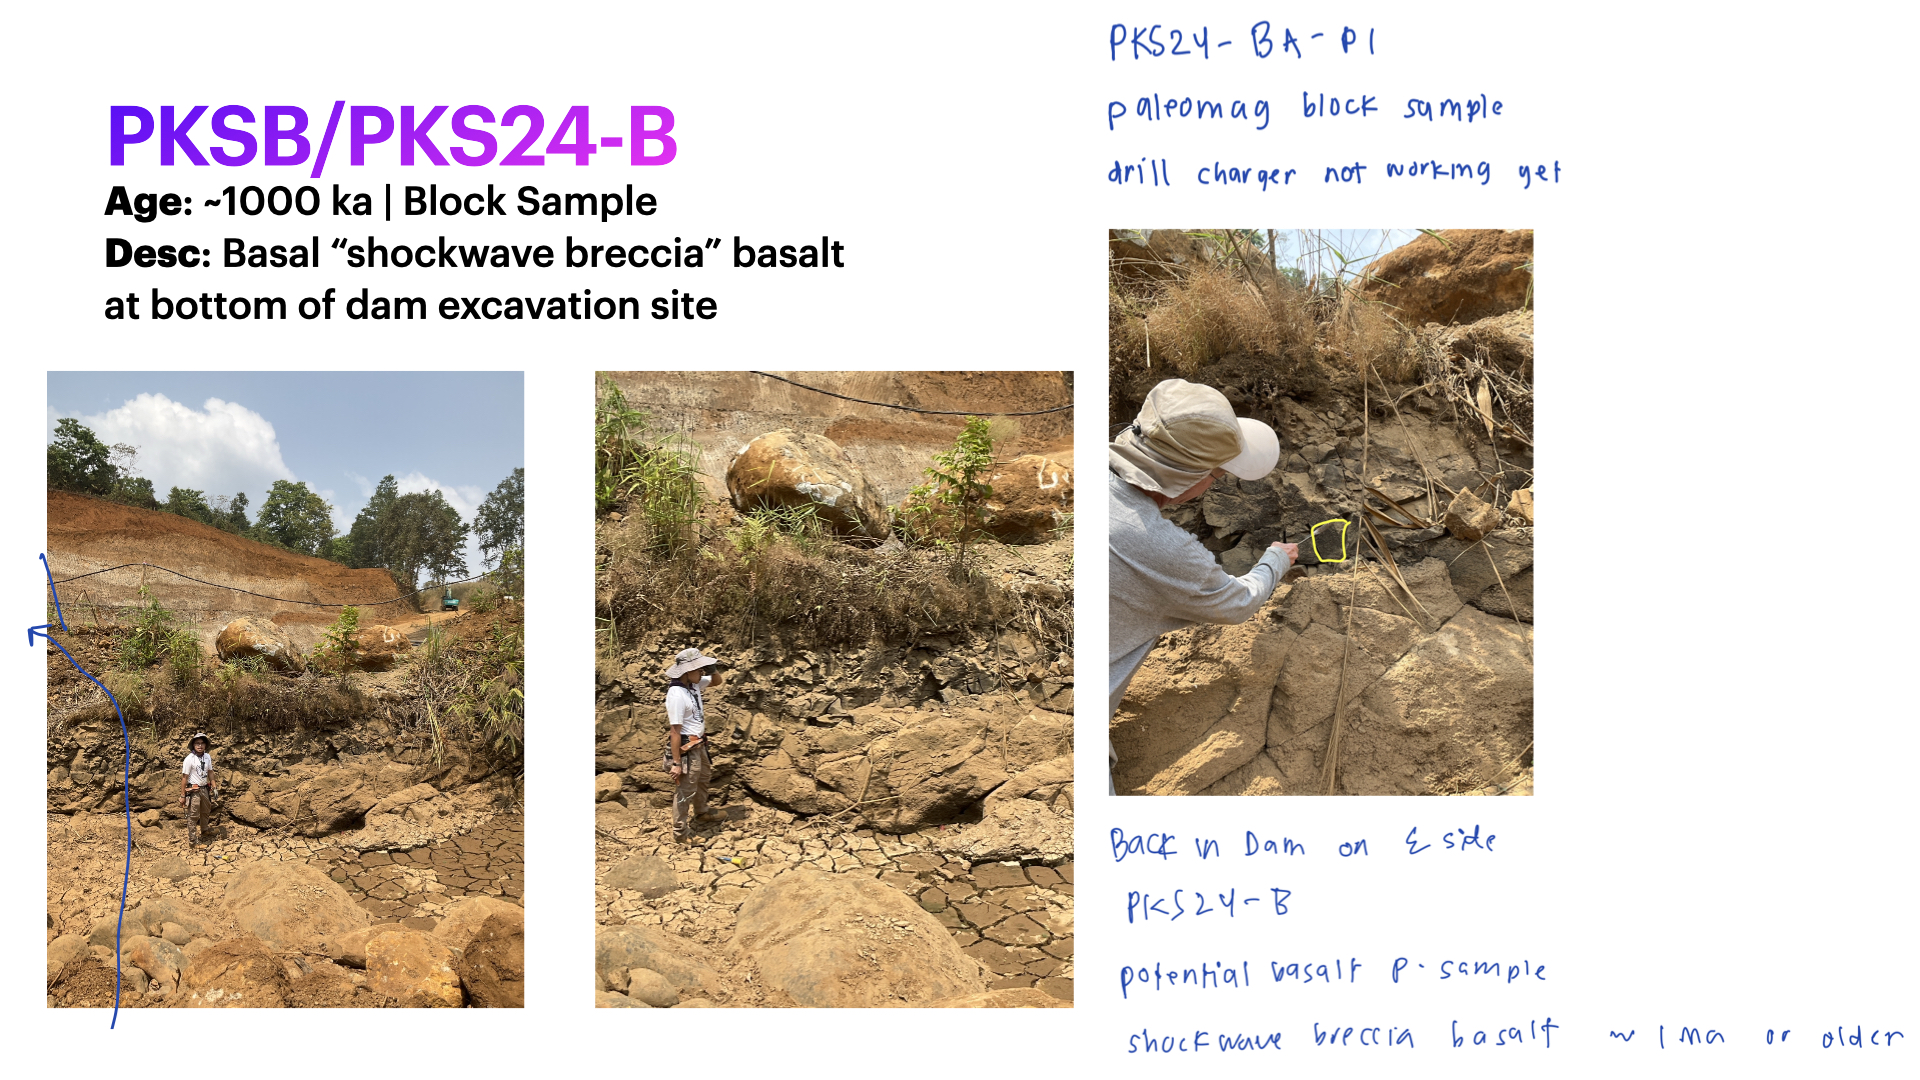 PKSB/PKS24-B
Age: ~1000 ka | Block Sample
Desc: Basal “shockwave breccia” basalt
at bottom of dam excavation site
PKS24-BA-P1
paleomag block sample
drill charger not working yet
Back in Dam on E side
PKS24-B
potential basalt P. sample
shockwave breccia basalt ~ 1 Ma or older